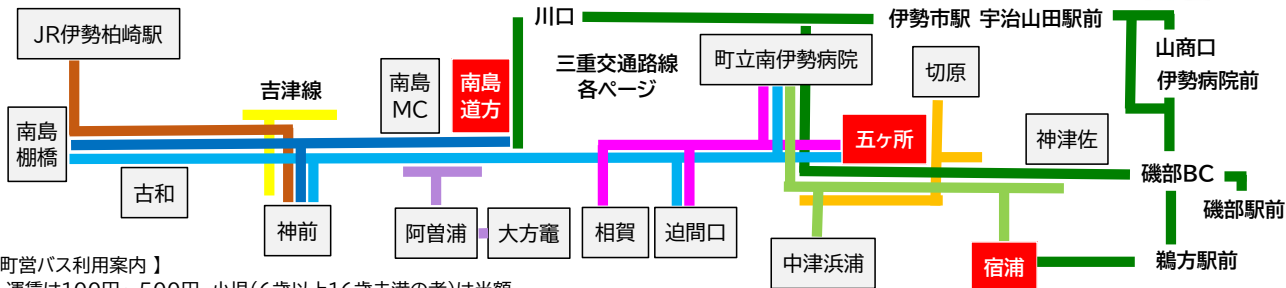 川口
伊勢市駅 宇治山田駅前
JR伊勢柏崎駅
山商口
伊勢病院前
三重交通路線
各ページ
町立南伊勢病院
切原
吉津線
南島
MC
南島
道方
南島
棚橋
五ヶ所
神津佐
磯部BC
磯部駅前
古和
神前
阿曽浦
大方竈
相賀
迫間口
中津浜浦
宿浦
鵜方駅前
町営バス利用案内 】